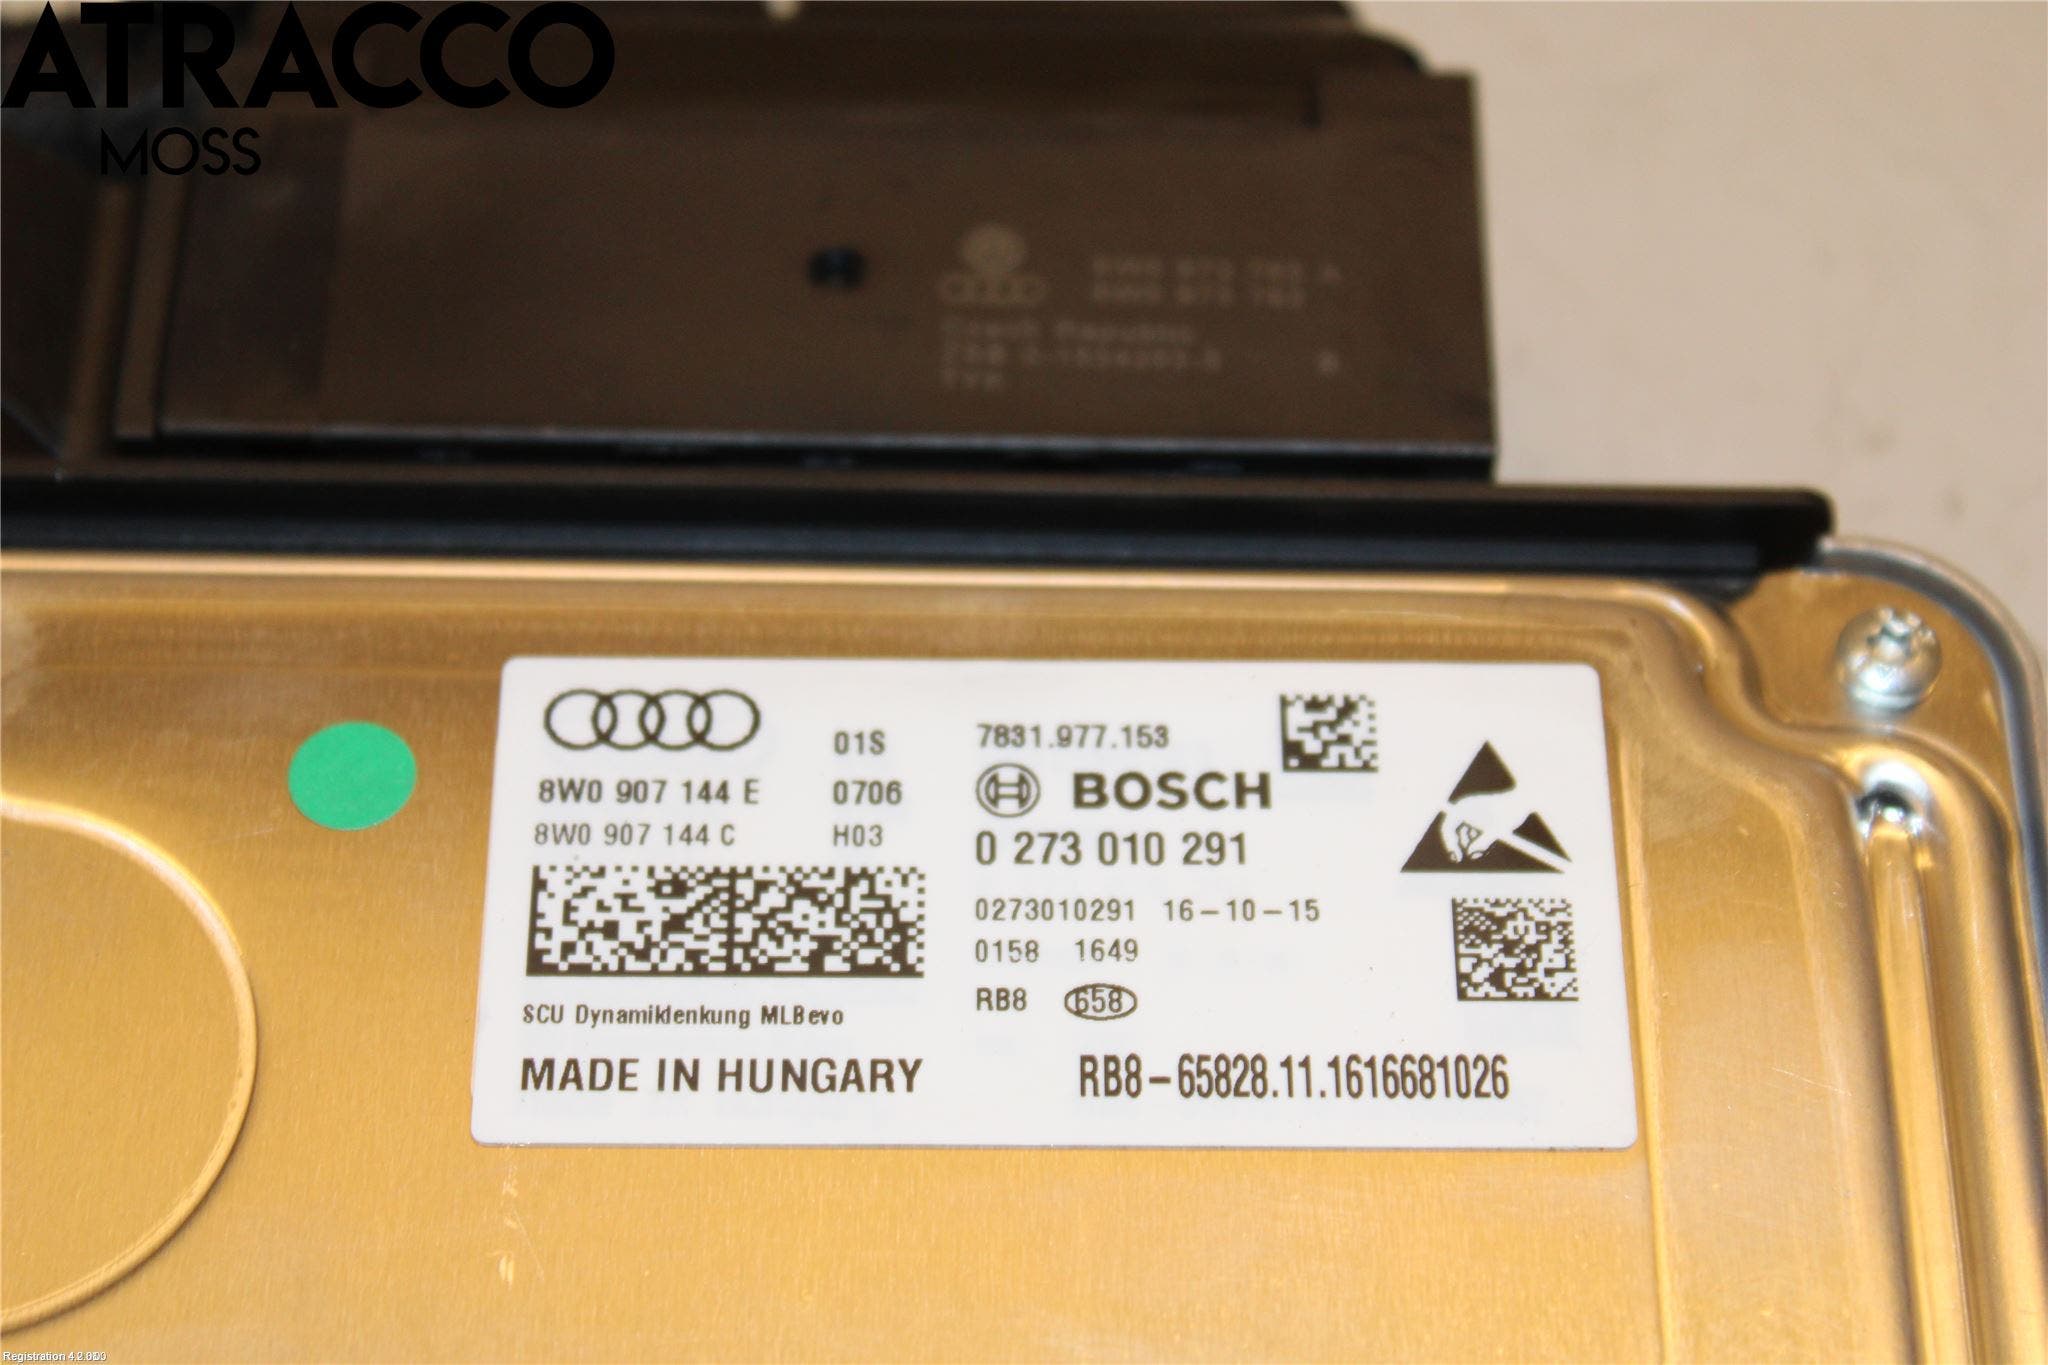 ATRACCO
MOSS
01S
8W0 907 144 E 0706
8W0 907 144 C H03
SCU Dynamiklenkung MLBevo
MADE IN HUNGARY
7831.977.153
BOSCH
0 273 010 291
0273010291 16-10-15
0158 1649
RB8 658
RB8-65828.11.1616681026
Registration